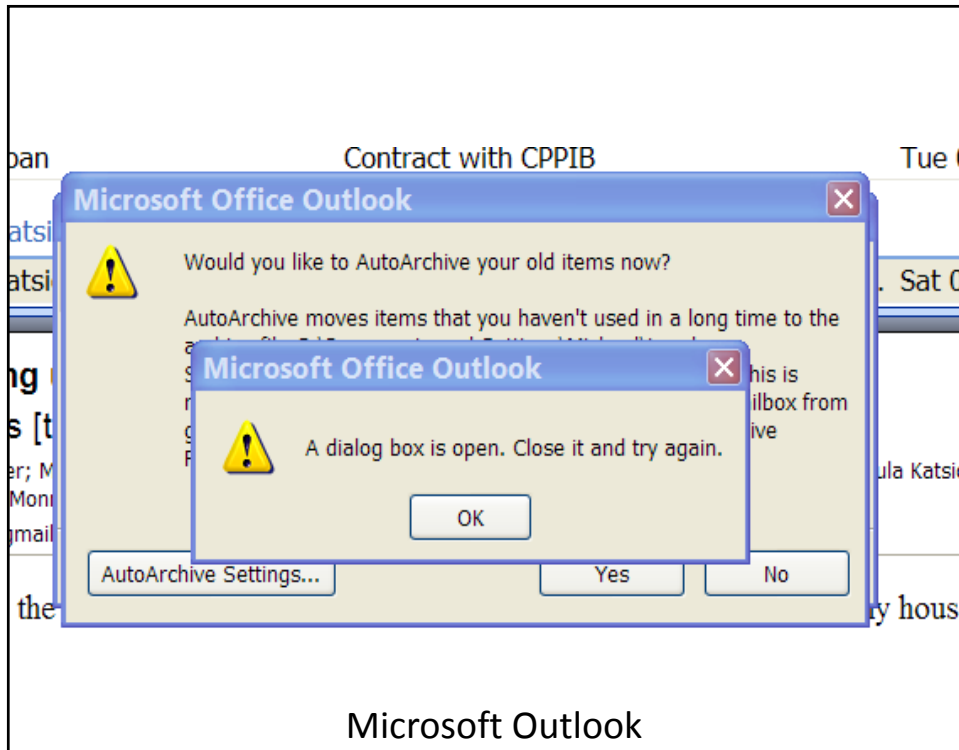 Contract with CPPIB
Tue
Microsoft Office Outlook
Would you like to AutoArchive your old items now?
Sat
AutoArchive moves items that you haven't used in a long time to the
Microsoft Office Outlook
his is
ilbox from
A dialog box is open. Close it and try again.
er; M
gmail
OK
AutoArchive Settings...
Yes
No
the
y hous
Microsoft Outlook